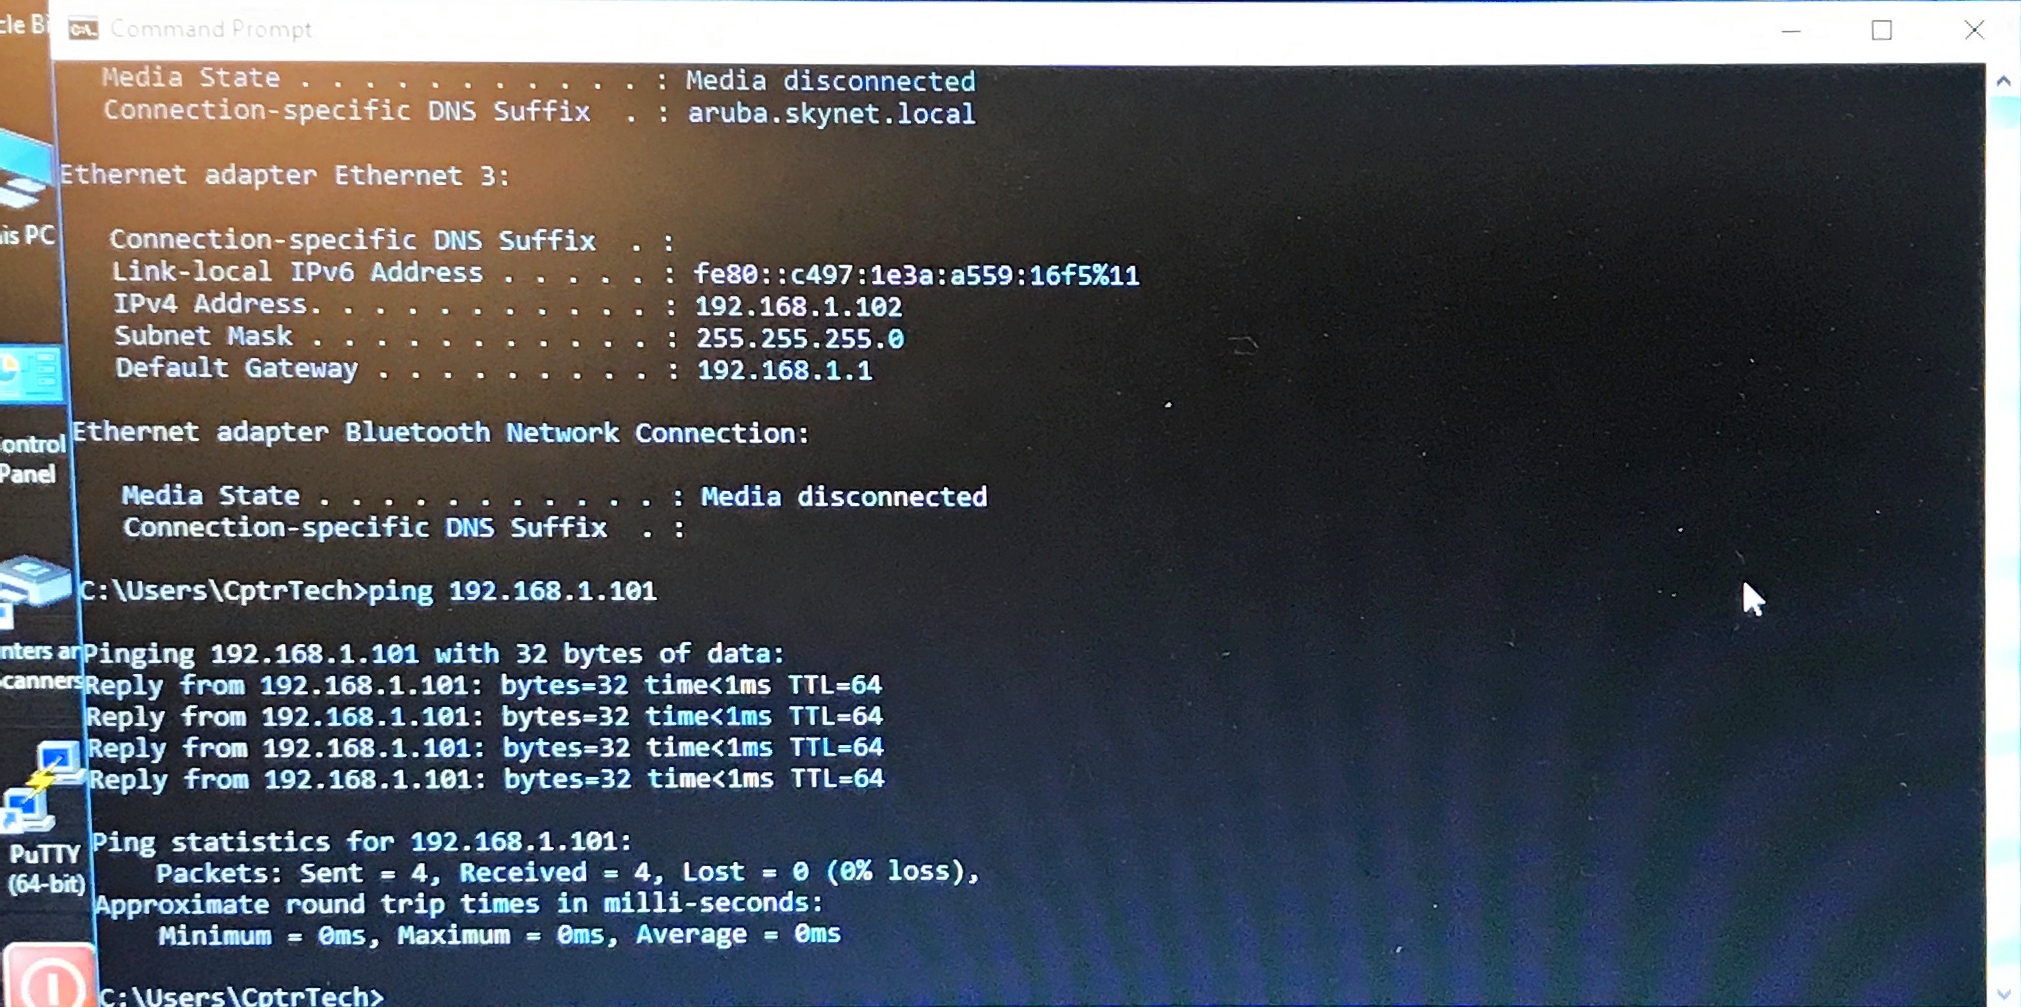 Command Prompt
Media State . . . . . . . . . . . : Media disconnected
Connection-specific DNS Suffix  . : aruba.skynet.local
Ethernet adapter Ethernet 3:
Connection-specific DNS Suffix  . :
Link-local IPv6 Address . . . . . : fe80::c497:1e3a:a559:16f5%11
IPv4 Address. . . . . . . . . . . : 192.168.1.102
Subnet Mask . . . . . . . . . . . : 255.255.255.0
Default Gateway . . . . . . . . . : 192.168.1.1
Ethernet adapter Bluetooth Network Connection:
Media State . . . . . . . . . . . : Media disconnected
Connection-specific DNS Suffix  . :
C:\Users\CptrTech>ping 192.168.1.101
Pinging 192.168.1.101 with 32 bytes of data:
Reply from 192.168.1.101: bytes=32 time<1ms TTL=64
Reply from 192.168.1.101: bytes=32 time<1ms TTL=64
Reply from 192.168.1.101: bytes=32 time<1ms TTL=64
Reply from 192.168.1.101: bytes=32 time<1ms TTL=64
Ping statistics for 192.168.1.101:
Packets: Sent = 4, Received = 4, Lost = 0 (0% loss),
Approximate round trip times in milli-seconds:
Minimum = 0ms, Maximum = 0ms, Average = 0ms
C:\Users\CptrTech>
cle Bi
is PC
ontrol
Panel
nters an
canners
PuTTY
(64-bit)